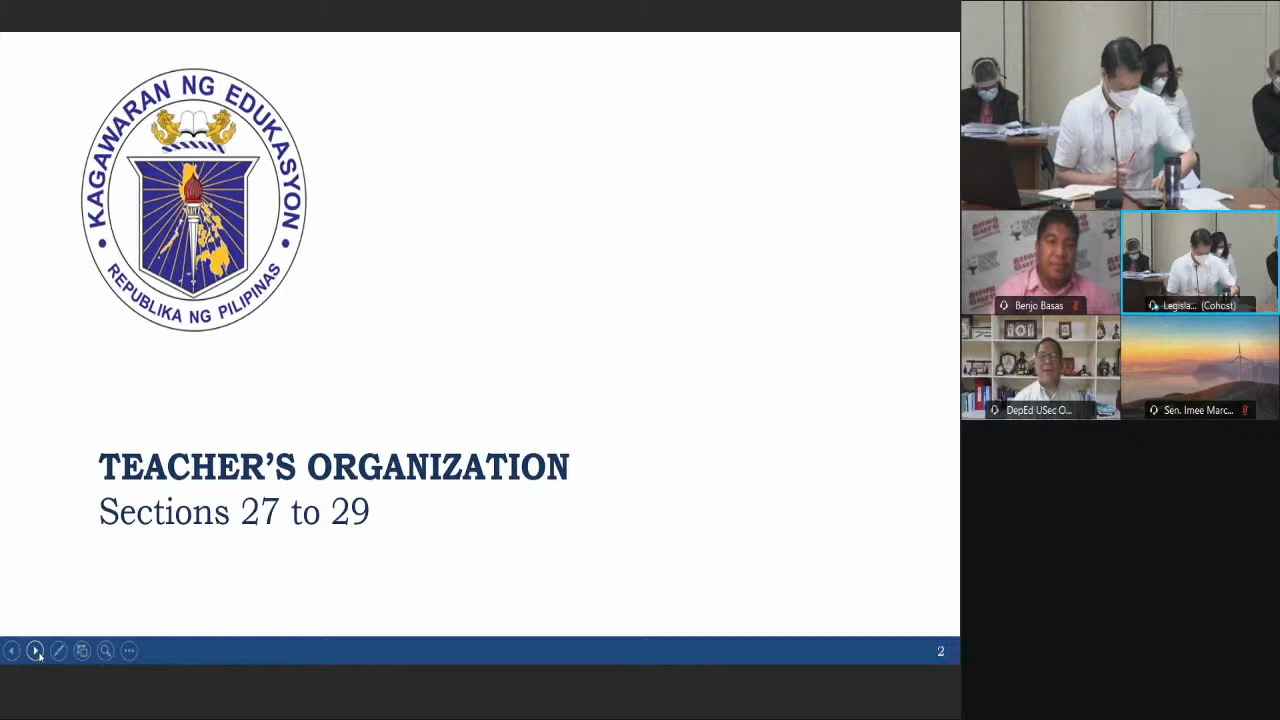 KAGAWARAN NG EDUKASYON
REPUBLIKA NG PILIPINAS
TEACHER'S ORGANIZATION
Sections 27 to 29
2
Benjo Basas
Legisla... (Cohost)
DepEd USec O...
Sen. Imee Marc...